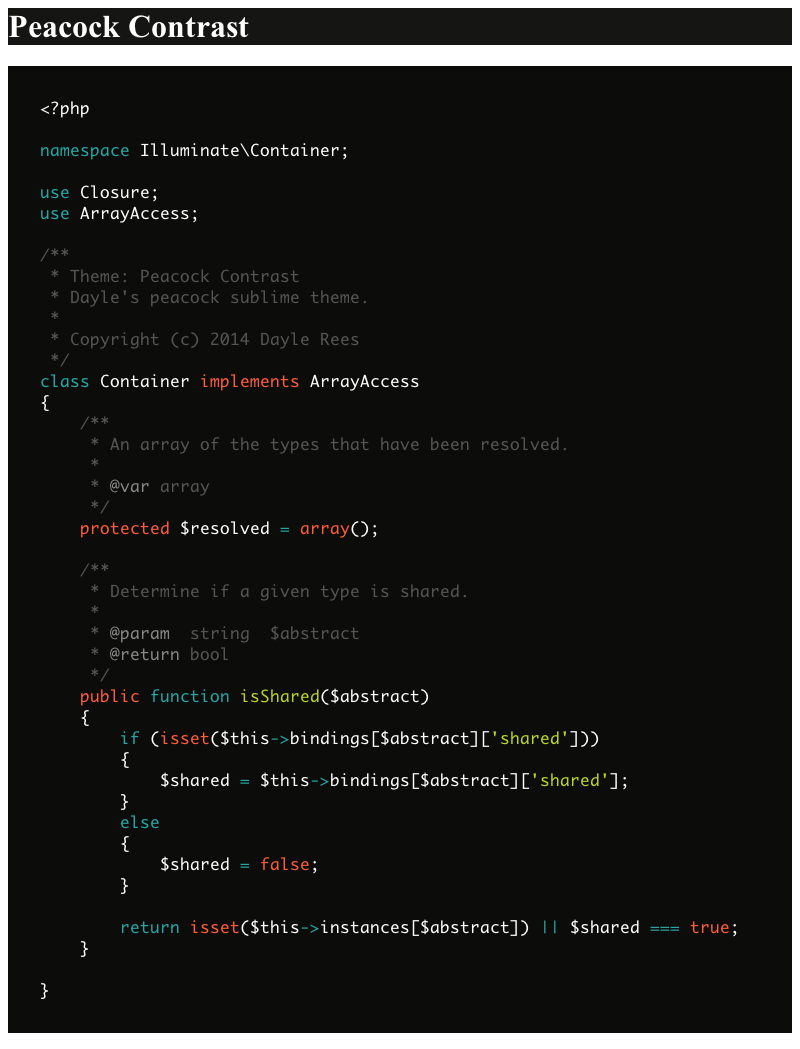 Peacock Contrast
<?php
namespace Illuminate\Container;
use Closure;
use ArrayAccess;
/**
 * Theme: Peacock Contrast
 * Dayle's peacock sublime theme.
 *
 * Copyright (c) 2014 Dayle Rees
 */
class Container implements ArrayAccess
{
    /**
     * An array of the types that have been resolved.
     *
     * @var array
     */
    protected $resolved = array();
    /**
     * Determine if a given type is shared.
     *
     * @param  string  $abstract
     * @return bool
     */
    public function isShared($abstract)
    {
        if (isset($this->bindings[$abstract]['shared']))
        {
            $shared = $this->bindings[$abstract]['shared'];
        }
        else
        {
            $shared = false;
        }
        return isset($this->instances[$abstract]) || $shared === true;
    }
}